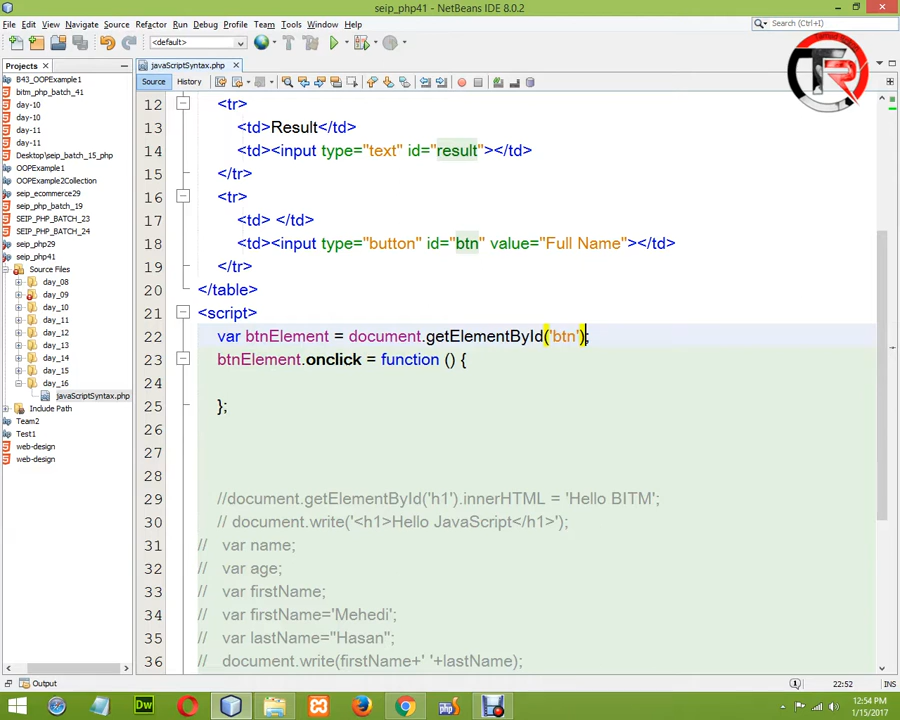 seip_php41 - NetBeans IDE 8.0.2
File Edit View Navigate Source Refactor Run Debug Profile Team Tools Window Help
Search (Ctrl+I)
<default>
Projects
javaScriptSyntax.php
Source History
B43_OOPExample1
bitm_php_batch_41
day-10
day-10
day-11
day-11
Desktop\seip_batch_15_php
OOPExample1
OOPExample2Collection
seip_ecommerce29
seip_php_batch_19
SEIP_PHP_BATCH_23
SEIP_PHP_BATCH_24
seip_php29
seip_php41
Source Files
day_08
day_09
day_10
day_11
day_12
day_13
day_14
day_15
day_16
javaScriptSyntax.php
Include Path
Team2
Test1
web-design
web-design
12 <tr>
13 <td>Result</td>
14 <td><input type="text" id="result"></td>
15 </tr>
16 <tr>
17 <td> </td>
18 <td><input type="button" id="btn" value="Full Name"></td>
19 </tr>
20 </table>
21 <script>
22 var btnElement = document.getElementById('btn');
23 btnElement.onclick = function () {
24
25 };
26
27
28
29 //document.getElementById('h1').innerHTML = 'Hello BITM';
30 // document.write('<h1>Hello JavaScript</h1>');
31 // var name;
32 // var age;
33 // var firstName;
34 // var firstName='Mehedi';
35 // var lastName="Hasan";
36 // document.write(firstName+' '+lastName);
Output
22:52 INS
12:54 PM
1/15/2017